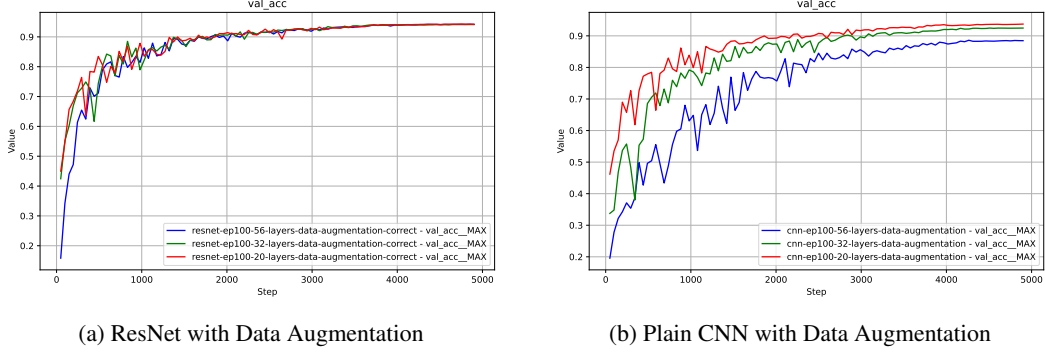 val_acc
0.9
0.8
0.7
0.6
0.5
0.4
0.3
0.2
Value
0
1000
2000
3000
4000
5000
Step
resnet-ep100-56-layers-data-augmentation-correct - val_acc__MAX
resnet-ep100-32-layers-data-augmentation-correct - val_acc__MAX
resnet-ep100-20-layers-data-augmentation-correct - val_acc__MAX
(a) ResNet with Data Augmentation
val_acc
0.9
0.8
0.7
0.6
0.5
0.4
0.3
0.2
Value
0
1000
2000
3000
4000
5000
Step
cnn-ep100-56-layers-data-augmentation - val_acc__MAX
cnn-ep100-32-layers-data-augmentation - val_acc__MAX
cnn-ep100-20-layers-data-augmentation - val_acc__MAX
(b) Plain CNN with Data Augmentation